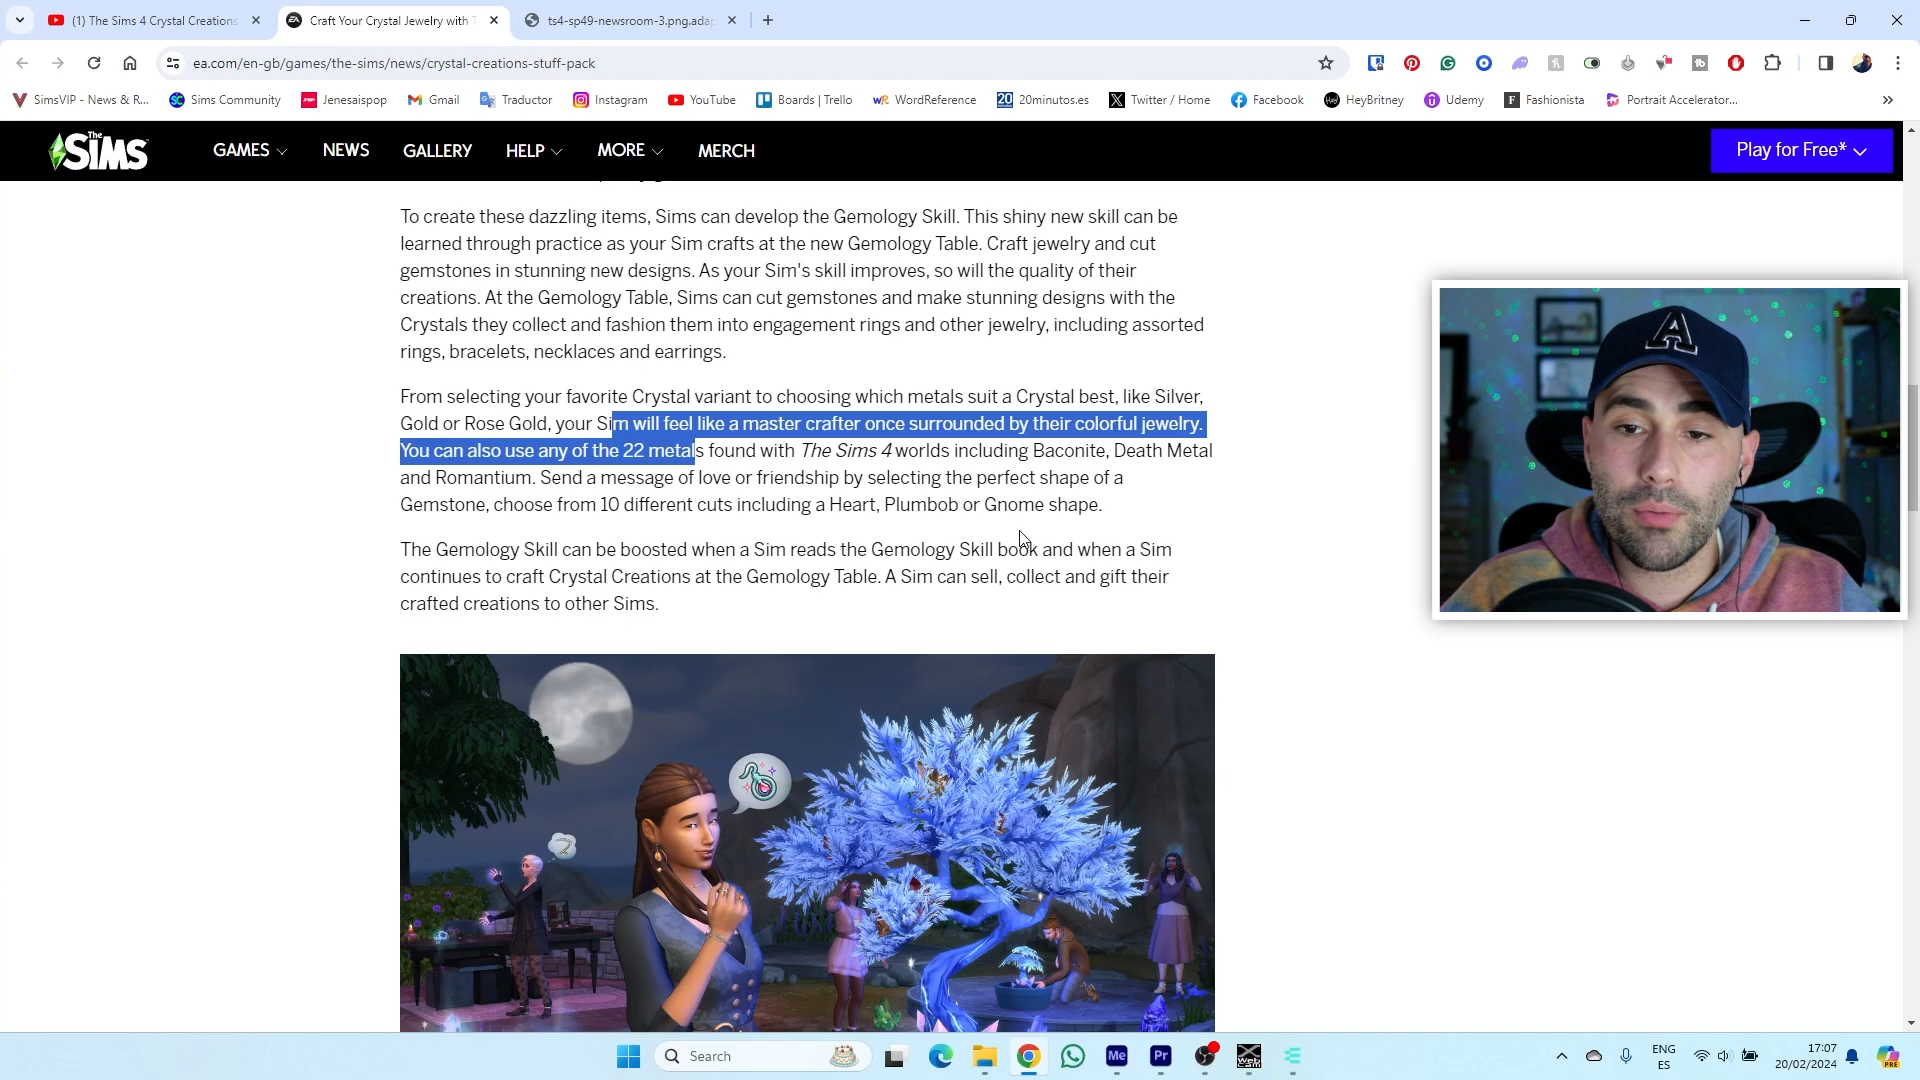 (1) The Sims 4 Crystal Creations
Craft Your Crystal Jewelry with T
ts4-sp49-newsroom-3.png.adap
ea.com/en-gb/games/the-sims/news/crystal-creations-stuff-pack
SimsVIP - News & R...
Sims Community
Jenesaispop
Gmail
Traductor
Instagram
YouTube
Boards | Trello
WordReference
20minutos.es
Twitter / Home
Facebook
HeyBritney
Udemy
Fashionista
Portrait Accelerator...
The SIMS
GAMES
NEWS
GALLERY
HELP
MORE
MERCH
Play for Free*
To create these dazzling items, Sims can develop the Gemology Skill. This shiny new skill can be
learned through practice as your Sim crafts at the new Gemology Table. Craft jewelry and cut
gemstones in stunning new designs. As your Sim's skill improves, so will the quality of their
creations. At the Gemology Table, Sims can cut gemstones and make stunning designs with the
Crystals they collect and fashion them into engagement rings and other jewelry, including assorted
rings, bracelets, necklaces and earrings.
From selecting your favorite Crystal variant to choosing which metals suit a Crystal best, like Silver,
Gold or Rose Gold, your Sim will feel like a master crafter once surrounded by their colorful jewelry.
You can also use any of the 22 metals found with The Sims 4 worlds including Baconite, Death Metal
and Romantium. Send a message of love or friendship by selecting the perfect shape of a
Gemstone, choose from 10 different cuts including a Heart, Plumbob or Gnome shape.
The Gemology Skill can be boosted when a Sim reads the Gemology Skill book and when a Sim
continues to craft Crystal Creations at the Gemology Table. A Sim can sell, collect and gift their
crafted creations to other Sims.
A
Search
Me
Pr
ENG
ES
17:07
20/02/2024